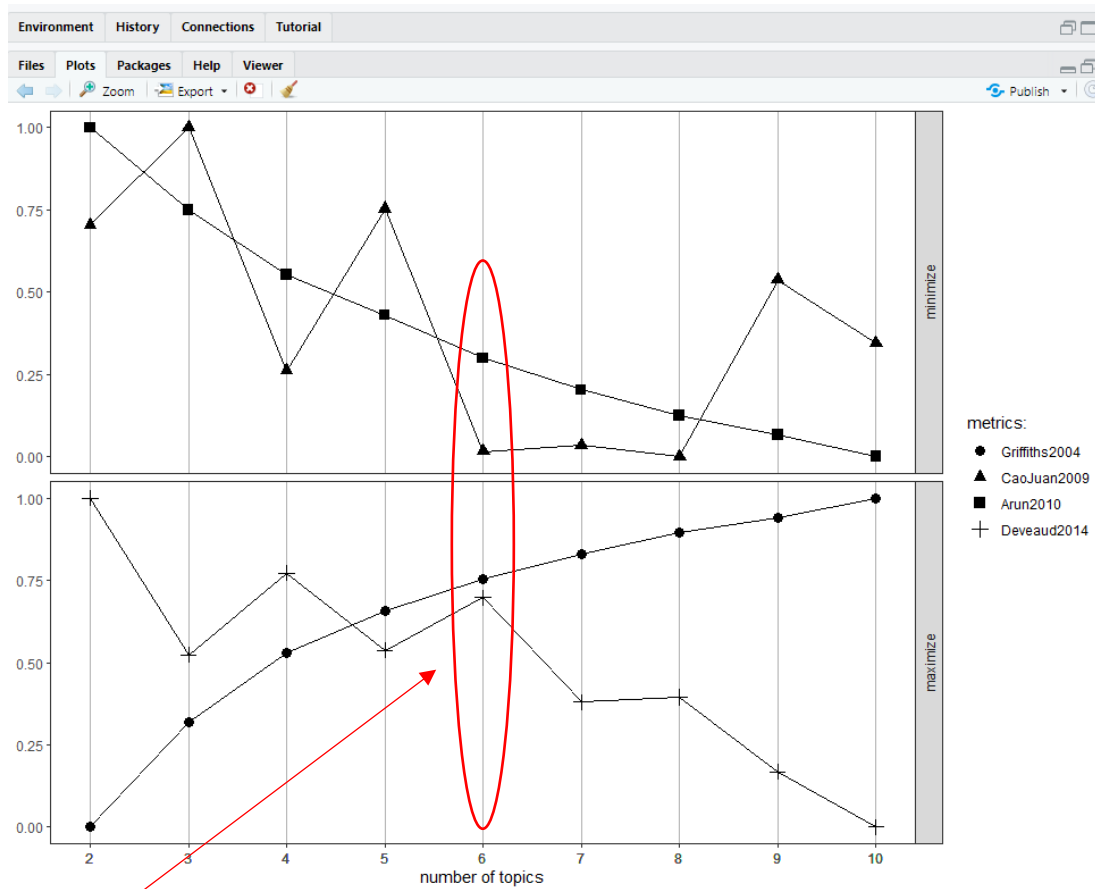 Environment History Connections Tutorial
Files Plots Packages Help Viewer
Zoom Export Publish
1.00
0.75
0.50
0.25
0.00
minimize
1.00
0.75
0.50
0.25
0.00
maximize
2 3 4 5 6 7 8 9 10
number of topics
metrics:
Griffiths2004
CaoJuan2009
Arun2010
Deveaud2014